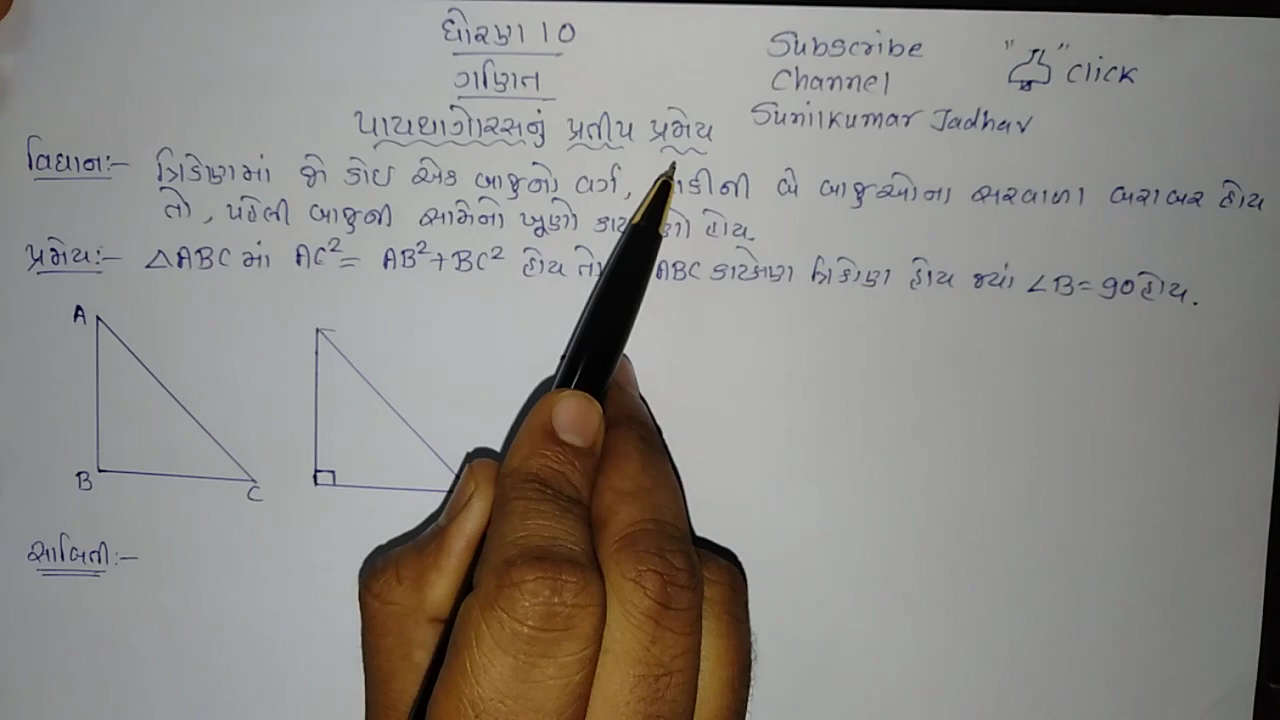 ધોરણ 10
ગણિત
પાયથાગોરસનું પ્રતીપ પ્રમેય
Subscribe
Channel
Sunilkumar Jadhav
" " click
વિધાન:- ત્રિકોણમાં જો કોઇ એક બાજુનો વર્ગ, બે બાજુઓના સરવાળા બરાબર હોય
તો, પહેલી બાજુની સામેનો ખૂણો હોય.
પ્રમેય:- △ABC માં AC²= AB²+BC² હોય તો ABC કાટકોણ ત્રિકોણ હોય જ્યાં ∠B=90 હોય.
A
B
C
સાબિતી:-